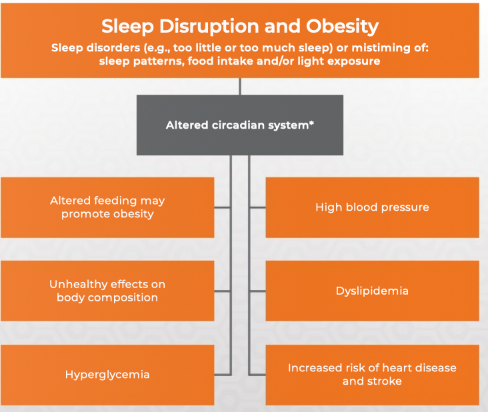 Sleep Disruption and Obesity
Sleep disorders (e.g., too little or too much sleep) or mistiming of:
sleep patterns, food intake and/or light exposure
Altered circadian system*
Altered feeding may
promote obesity
High blood pressure
Unhealthy effects on
body composition
Dyslipidemia
Hyperglycemia
Increased risk of heart disease
and stroke